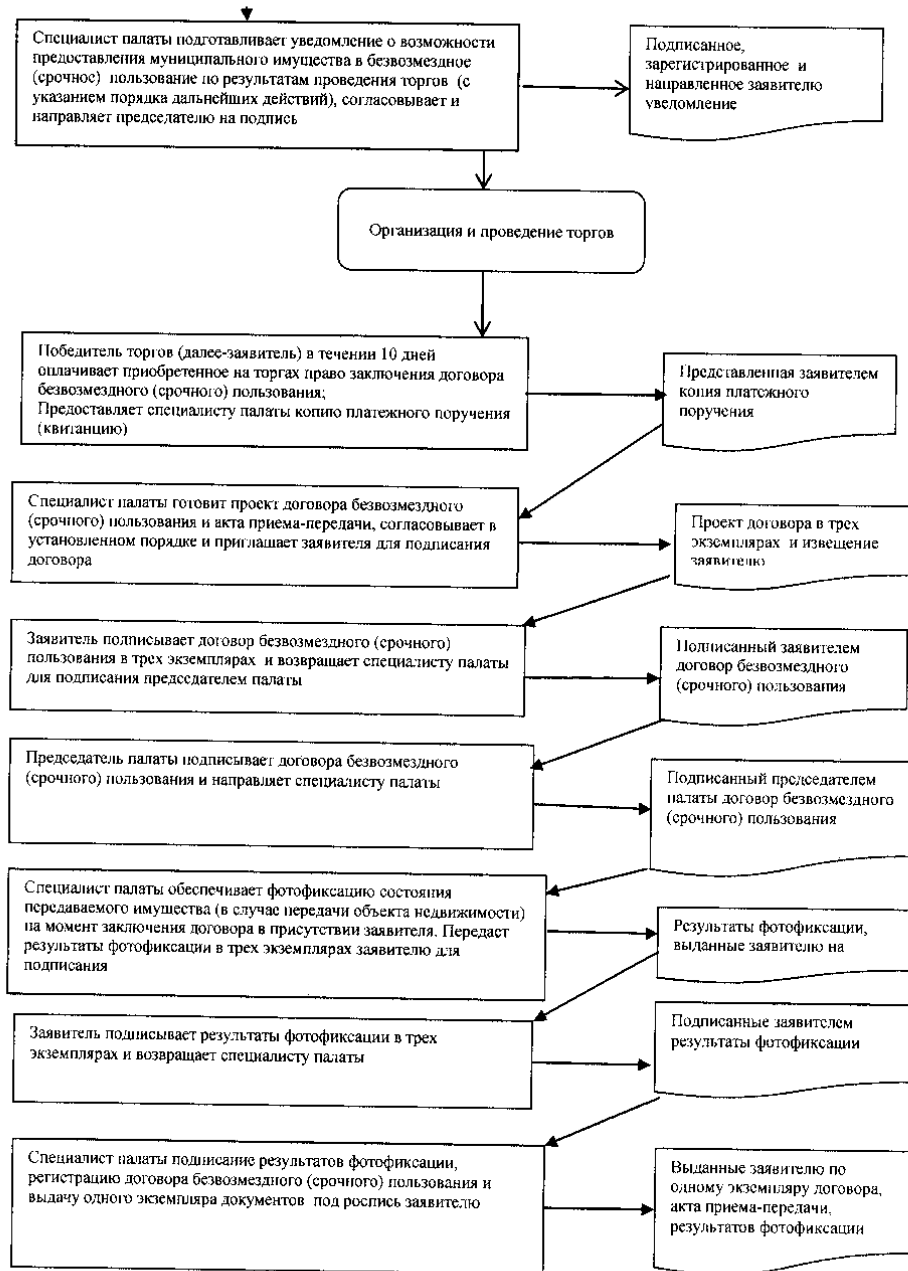 Специалист палаты подготавливает уведомление о возможности
предоставления муниципального имущества в безвозмездное
(срочное) пользование по результатам проведения торгов (с
указанием порядка дальнейших действий), согласовывает и
направляет председателю на подпись
Подписанное,
зарегистрированное и
направленное заявителю
уведомление
Организация и проведение торгов
Победитель торгов (далее-заявитель) в течении 10 дней
оплачивает приобретенное на торгах право заключения договора
безвозмездного (срочного) пользования;
Предоставляет специалисту палаты копию платежного поручения
(квитанцию)
Представленная заявителем
копия платежного
поручения
Специалист палаты готовит проект договора безвозмездного
(срочного) пользования и акта приема-передачи, согласовывает в
установленном порядке и приглашает заявителя для подписания
договора
Проект договора в трех
экземплярах и извещение
заявителю
Заявитель подписывает договор безвозмездного (срочного)
пользования в трех экземплярах и возвращает специалисту палаты
для подписания председателем палаты
Подписанный заявителем
договор безвозмездного
(срочного) пользования
Председатель палаты подписывает договора безвозмездного
(срочного) пользования и направляет специалисту палаты
Подписанный председателем
палаты договор безвозмездного
(срочного) пользования
Специалист палаты обеспечивает фотофиксацию состояния
передаваемого имущества (в случае передачи объекта недвижимости)
на момент заключения договора в присутствии заявителя. Передаст
результаты фотофиксации в трех экземплярах заявителю для
подписания
Результаты фотофиксации,
выданные заявителю на
Заявитель подписывает результаты фотофиксации в трех
экземплярах и возвращает специалисту палаты
Подписанные заявителем
результаты фотофиксации
Специалист палаты подписание результатов фотофиксации,
регистрацию договора безвозмездного (срочного) пользования и
выдачу одного экземпляра документов под роспись заявителю
Выданные заявителю по
одному экземпляру договора,
акта приема-передачи,
результатов фотофиксации